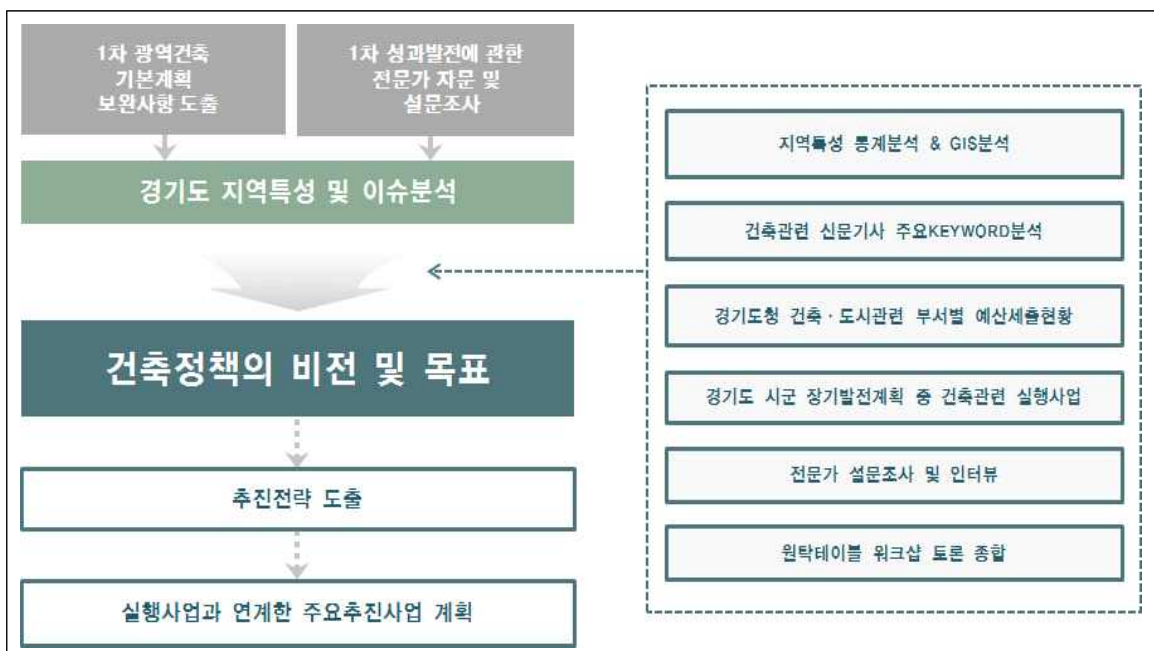 1차 광역건축
기본계획
보완사항 도출
1차 성과발전에 관한
전문가 자문 및
설문조사
경기도 지역특성 및 이슈분석
건축정책의 비전 및 목표
추진전략 도출
실행사업과 연계한 주요추진사업 계획
지역특성 통계분석 & GIS분석
건축관련 신문기사 주요KEYWORD분석
경기도청 건축·도시관련 부서별 예산세출현황
경기도 시군 장기발전계획 중 건축관련 실행사업
전문가 설문조사 및 인터뷰
원탁테이블 워크샵 토론 종합